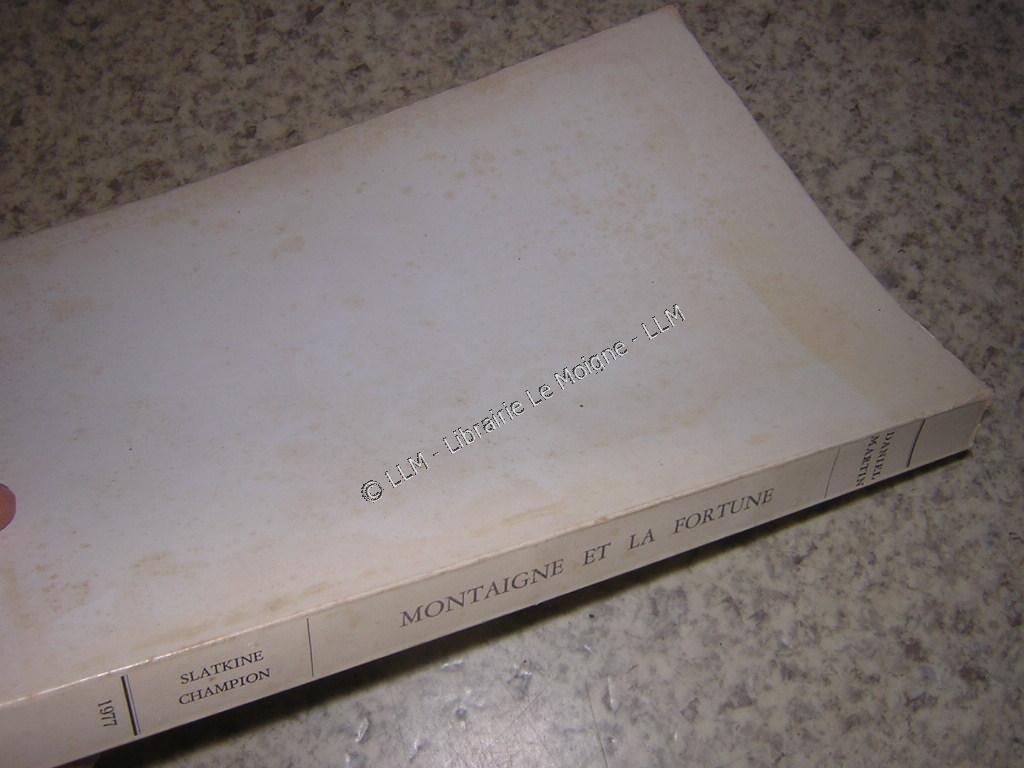 © LLM - Librairie Le Moigne - LLM
DANIEL
MARTIN
MONTAIGNE ET LA FORTUNE
SLATKINE
CHAMPION
1977